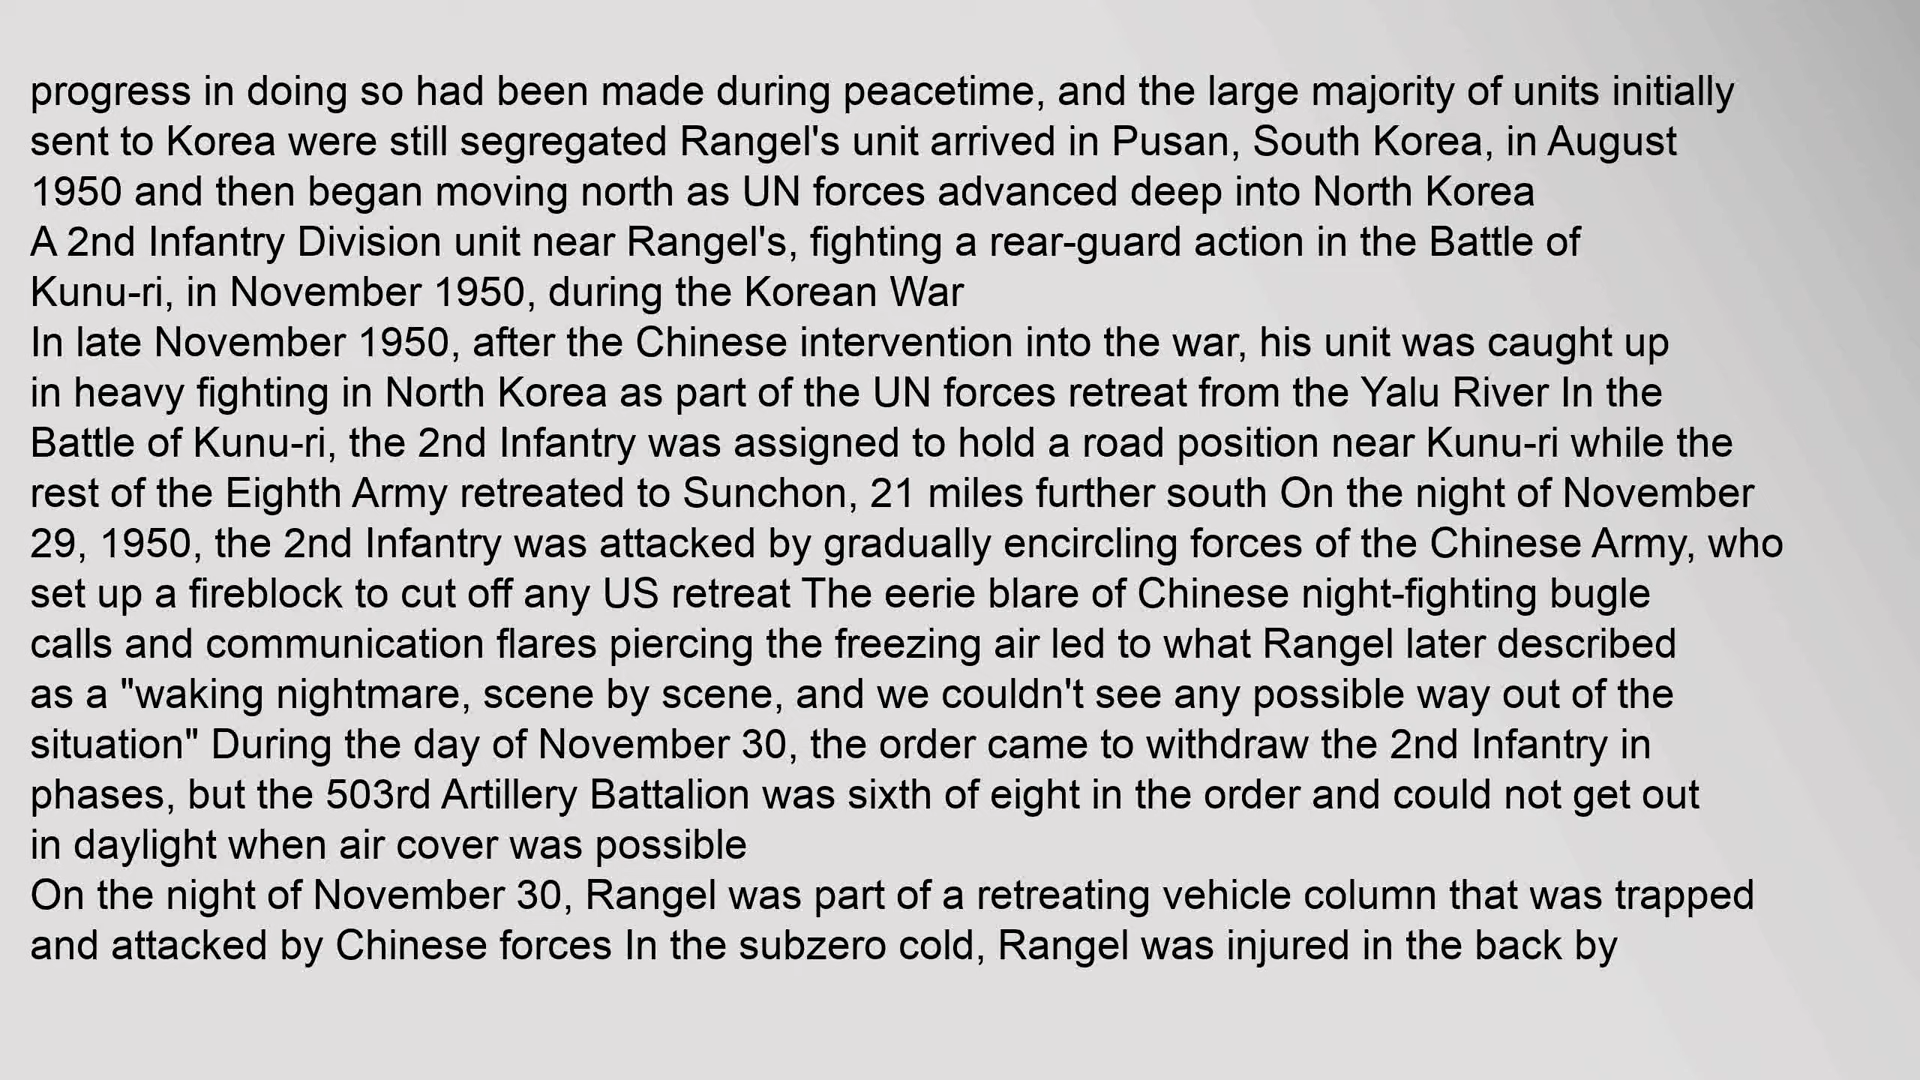 progress in doing so had been made during peacetime, and the large majority of units initially
sent to Korea were still segregated Rangel's unit arrived in Pusan, South Korea, in August
1950 and then began moving north as UN forces advanced deep into North Korea
A 2nd Infantry Division unit near Rangel's, fighting a rear-guard action in the Battle of
Kunu-ri, in November 1950, during the Korean War
In late November 1950, after the Chinese intervention into the war, his unit was caught up
in heavy fighting in North Korea as part of the UN forces retreat from the Yalu River In the
Battle of Kunu-ri, the 2nd Infantry was assigned to hold a road position near Kunu-ri while the
rest of the Eighth Army retreated to Sunchon, 21 miles further south On the night of November
29, 1950, the 2nd Infantry was attacked by gradually encircling forces of the Chinese Army, who
set up a fireblock to cut off any US retreat The eerie blare of Chinese night-fighting bugle
calls and communication flares piercing the freezing air led to what Rangel later described
as a "waking nightmare, scene by scene, and we couldn't see any possible way out of the
situation" During the day of November 30, the order came to withdraw the 2nd Infantry in
phases, but the 503rd Artillery Battalion was sixth of eight in the order and could not get out
in daylight when air cover was possible
On the night of November 30, Rangel was part of a retreating vehicle column that was trapped
and attacked by Chinese forces In the subzero cold, Rangel was injured in the back by